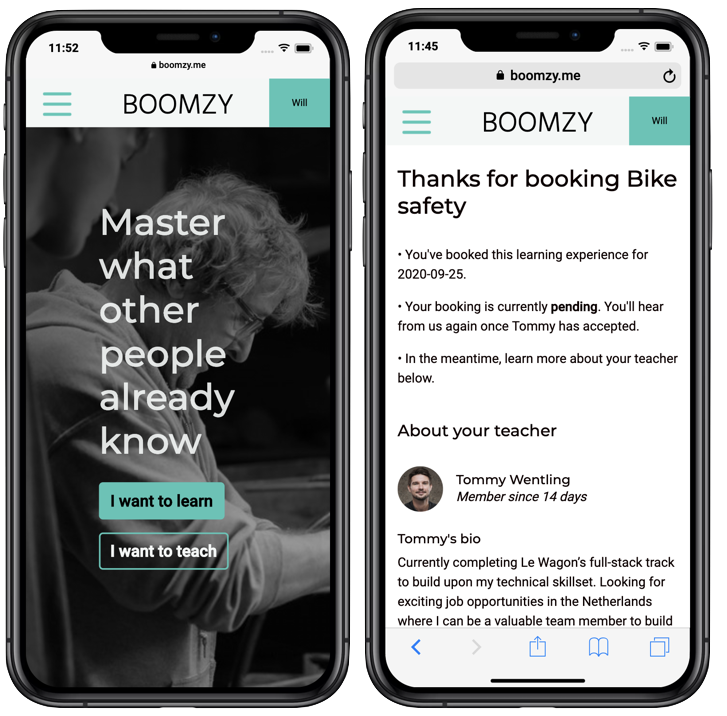 11:52
boomzy.me
BOOMZY
Will
Master
what
other
people
already
know
I want to learn
I want to teach
11:45
boomzy.me
BOOMZY
Will
Thanks for booking Bike
safety
• You've booked this learning experience for
2020-09-25.
• Your booking is currently pending. You'll hear
from us again once Tommy has accepted.
• In the meantime, learn more about your teacher
below.
About your teacher
Tommy Wentling
Member since 14 days
Tommy's bio
Currently completing Le Wagon's full-stack track
to build upon my technical skillset. Looking for
exciting job opportunities in the Netherlands
where I can be a valuable team member to build